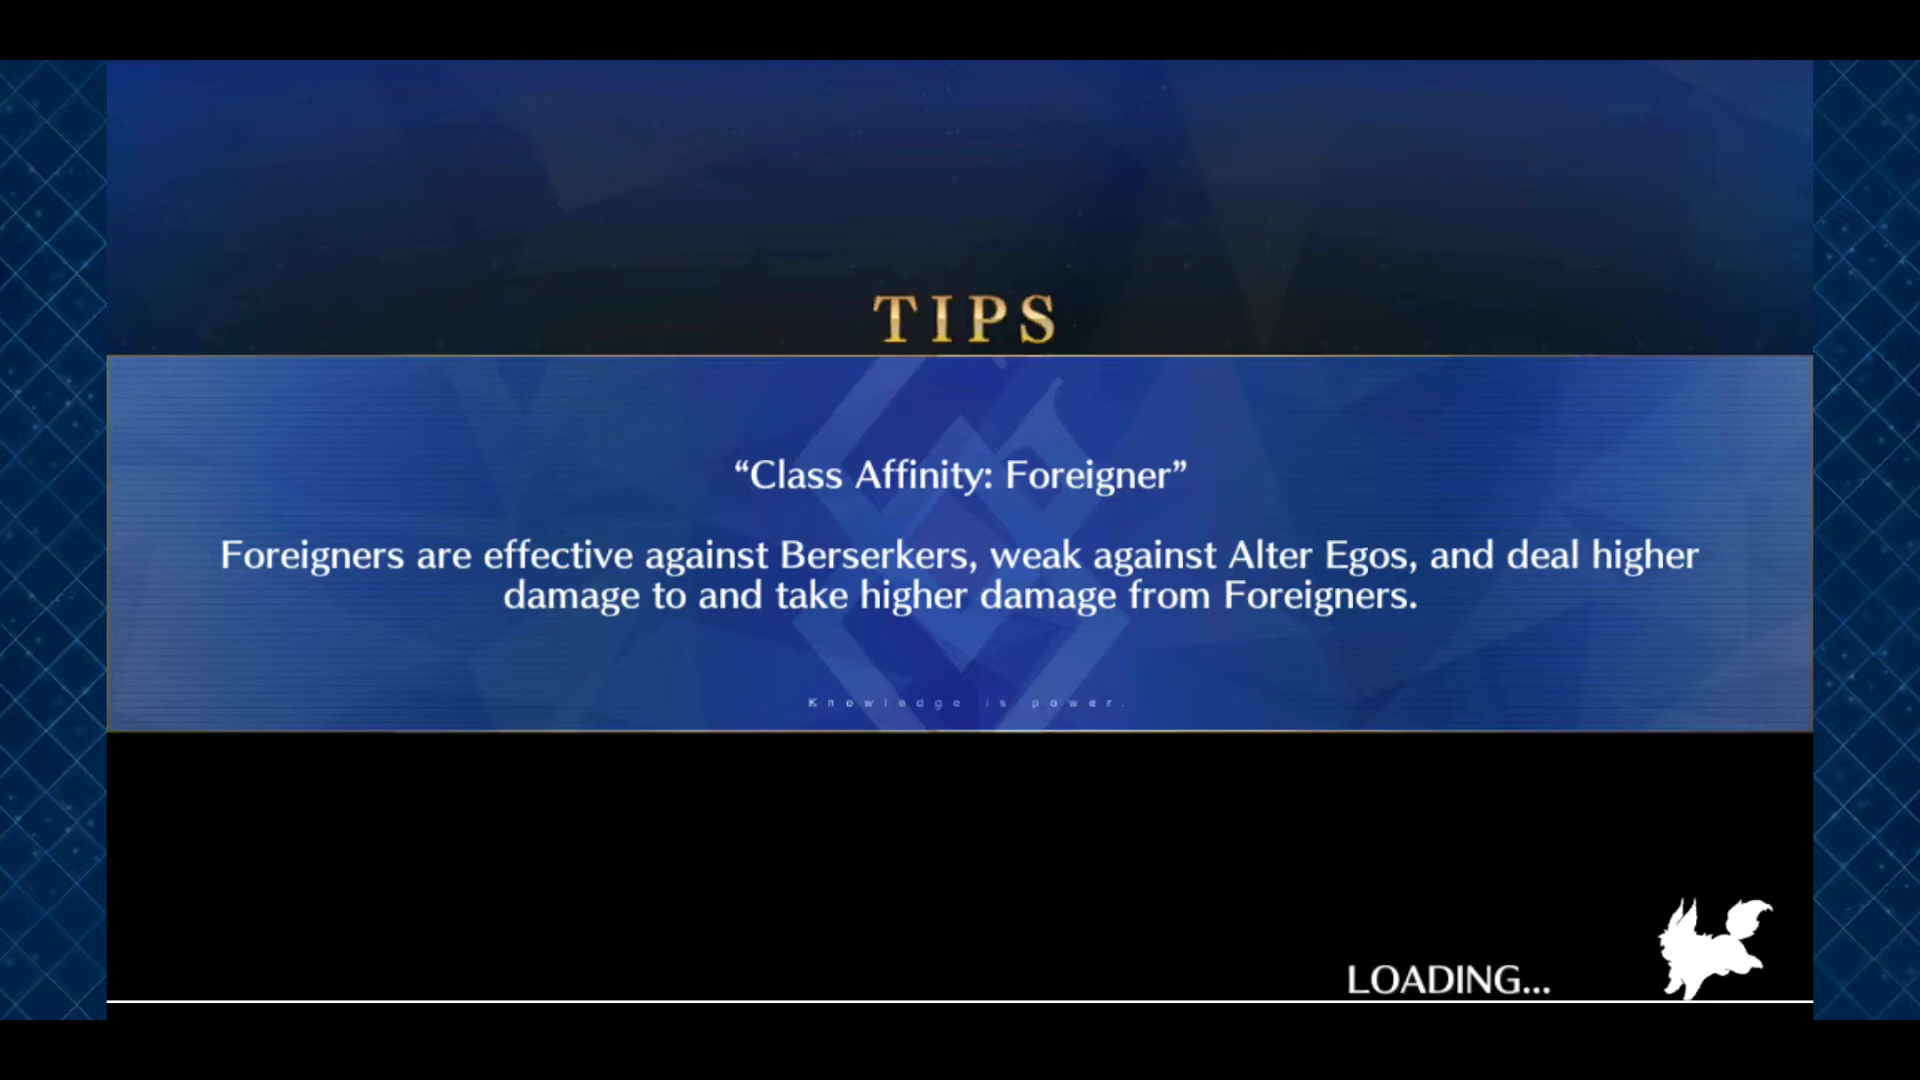 TIPS
“Class Affinity: Foreigner”
Foreigners are effective against Berserkers, weak against Alter Egos, and deal higher
damage to and take higher damage from Foreigners.
Knowledge is power.
LOADING...